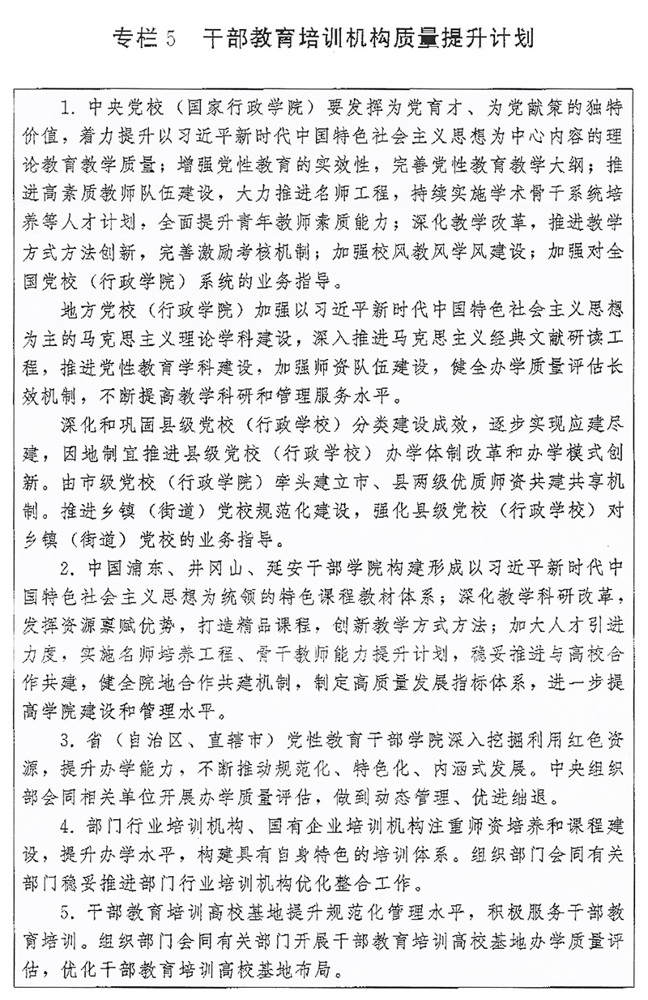 专栏5 干部教育培训机构质量提升计划
1. 中央党校（国家行政学院）要发挥为党育才、为党献策的独特
价值，着力提升以习近平新时代中国特色社会主义思想为中心内容的理
论教育教学质量；增强党性教育的实效性，完善党性教育教学大纲；推
进高素质教师队伍建设，大力推进名师工程，持续实施学术骨干系统培
养等人才计划，全面提升青年教师素质能力；深化教学改革，推进教学
方式方法创新，完善激励考核机制；加强校风教风学风建设；加强对全
国党校（行政学院）系统的业务指导。
地方党校（行政学院）加强以习近平新时代中国特色社会主义思想
为主的马克思主义理论学科建设，深入推进马克思主义经典文献研读工
程，推进党性教育学科建设，加强师资队伍建设，健全办学质量评估长
效机制，不断提高教学科研和管理服务水平。
深化和巩固县级党校（行政学校）分类建设成效，逐步实现应建尽
建，因地制宜推进县级党校（行政学校）办学体制改革和办学模式创
新。由市级党校（行政学院）牵头建立市、县两级优质师资共建共享机
制。推进乡镇（街道）党校规范化建设，强化县级党校（行政学校）对
乡镇（街道）党校的业务指导。
2. 中国浦东、井冈山、延安干部学院构建形成以习近平新时代中
国特色社会主义思想为统领的特色课程教材体系；深化教学科研改革，
发挥资源禀赋优势，打造精品课程，创新教学方式方法；加大人才引进
力度，实施名师培养工程、骨干教师能力提升计划，稳妥推进与高校合
作共建，健全院地合作共建机制，制定高质量发展指标体系，进一步提
高学院建设和管理水平。
3. 省（自治区、直辖市）党性教育干部学院深入挖掘利用红色资
源，提升办学能力，不断推动规范化、特色化、内涵式发展。中央组织
部会同相关单位开展办学质量评估，做到动态管理、优进绌退。
4. 部门行业培训机构、国有企业培训机构注重师资培养和课程建
设，提升办学水平，构建具有自身特色的培训体系。组织部门会同有关
部门稳妥推进部门行业培训机构优化整合工作。
5. 干部教育培训高校基地提升规范化管理水平，积极服务干部教
育培训。组织部门会同有关部门开展干部教育培训高校基地办学质量评
估，优化干部教育培训高校基地布局。